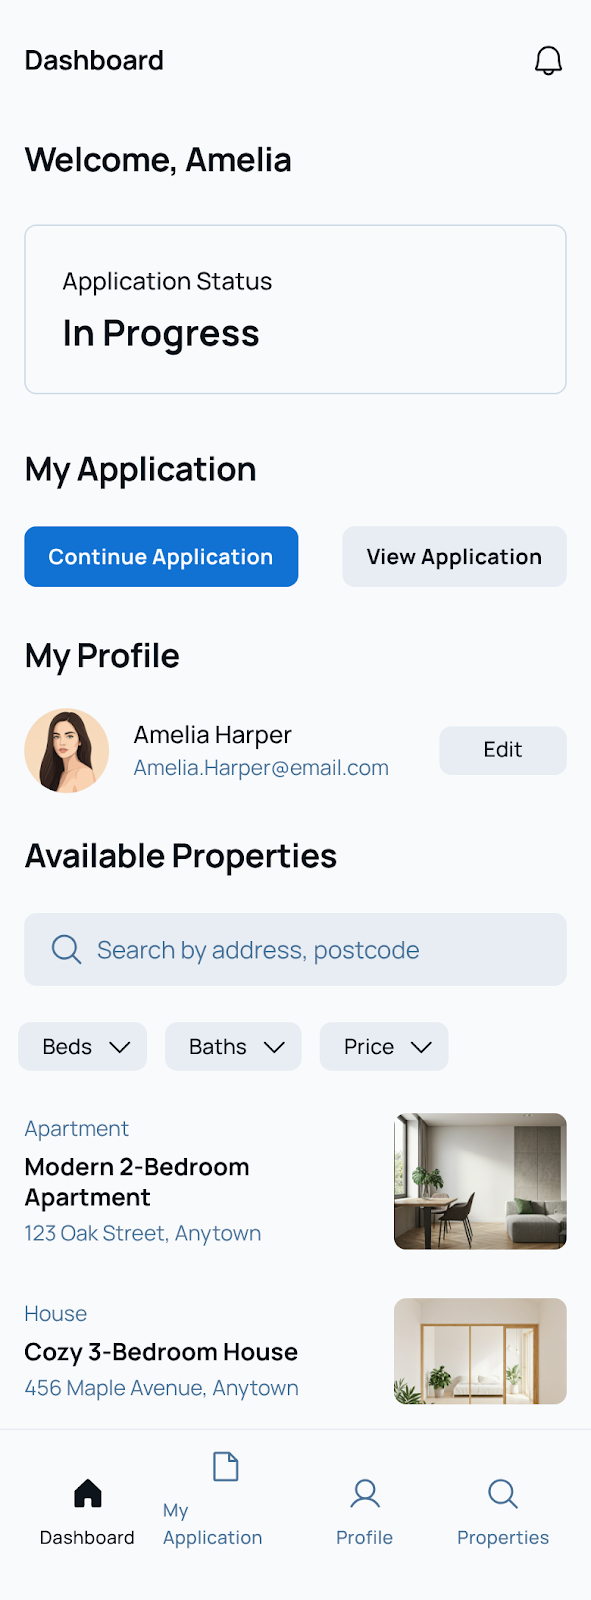 Dashboard
Welcome, Amelia
Application Status
In Progress
My Application
Continue Application
View Application
My Profile
Amelia Harper
Amelia.Harper@email.com
Edit
Available Properties
Search by address, postcode
Beds
Baths
Price
Apartment
Modern 2-Bedroom
Apartment
123 Oak Street, Anytown
House
Cozy 3-Bedroom House
456 Maple Avenue, Anytown
Dashboard
My
Application
Profile
Properties